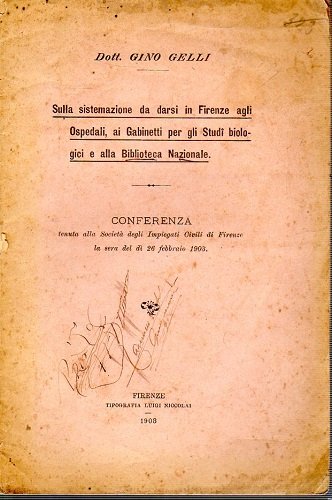 Dott. GINO GELLI
Sulla sistemazione da darsi in Firenze agli
Ospedali, ai Gabinetti per gli Studî biolo-
gici e alla Biblioteca Nazionale.
CONFERENZA
tenuta alla Società degli Impiegati Civili di Firenze
la sera del dì 26 febbraio 1903.
FIRENZE
TIPOGRAFIA LUIGI NICCOLAI
1903